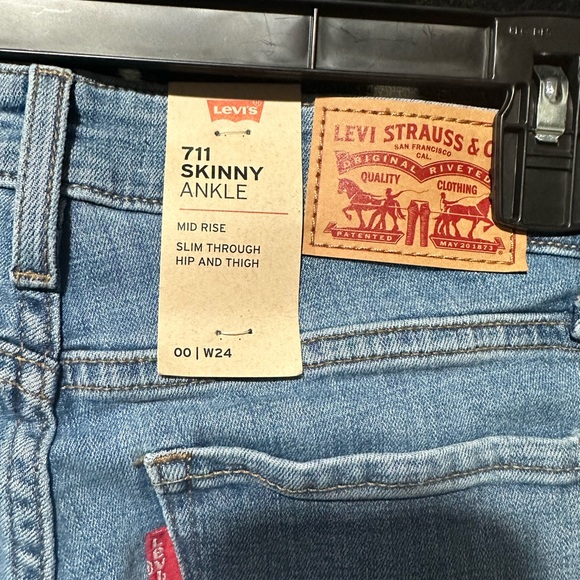 Levi's
711
SKINNY
ANKLE
MID RISE
SLIM THROUGH
HIP AND THIGH
00 | W24
LEVI STRAUSS & C
SAN FRANCISCO
CAL.
ORIGINAL RIVETED
QUALITY CLOTHING
PATENTED MAY 20 1873
LEVI